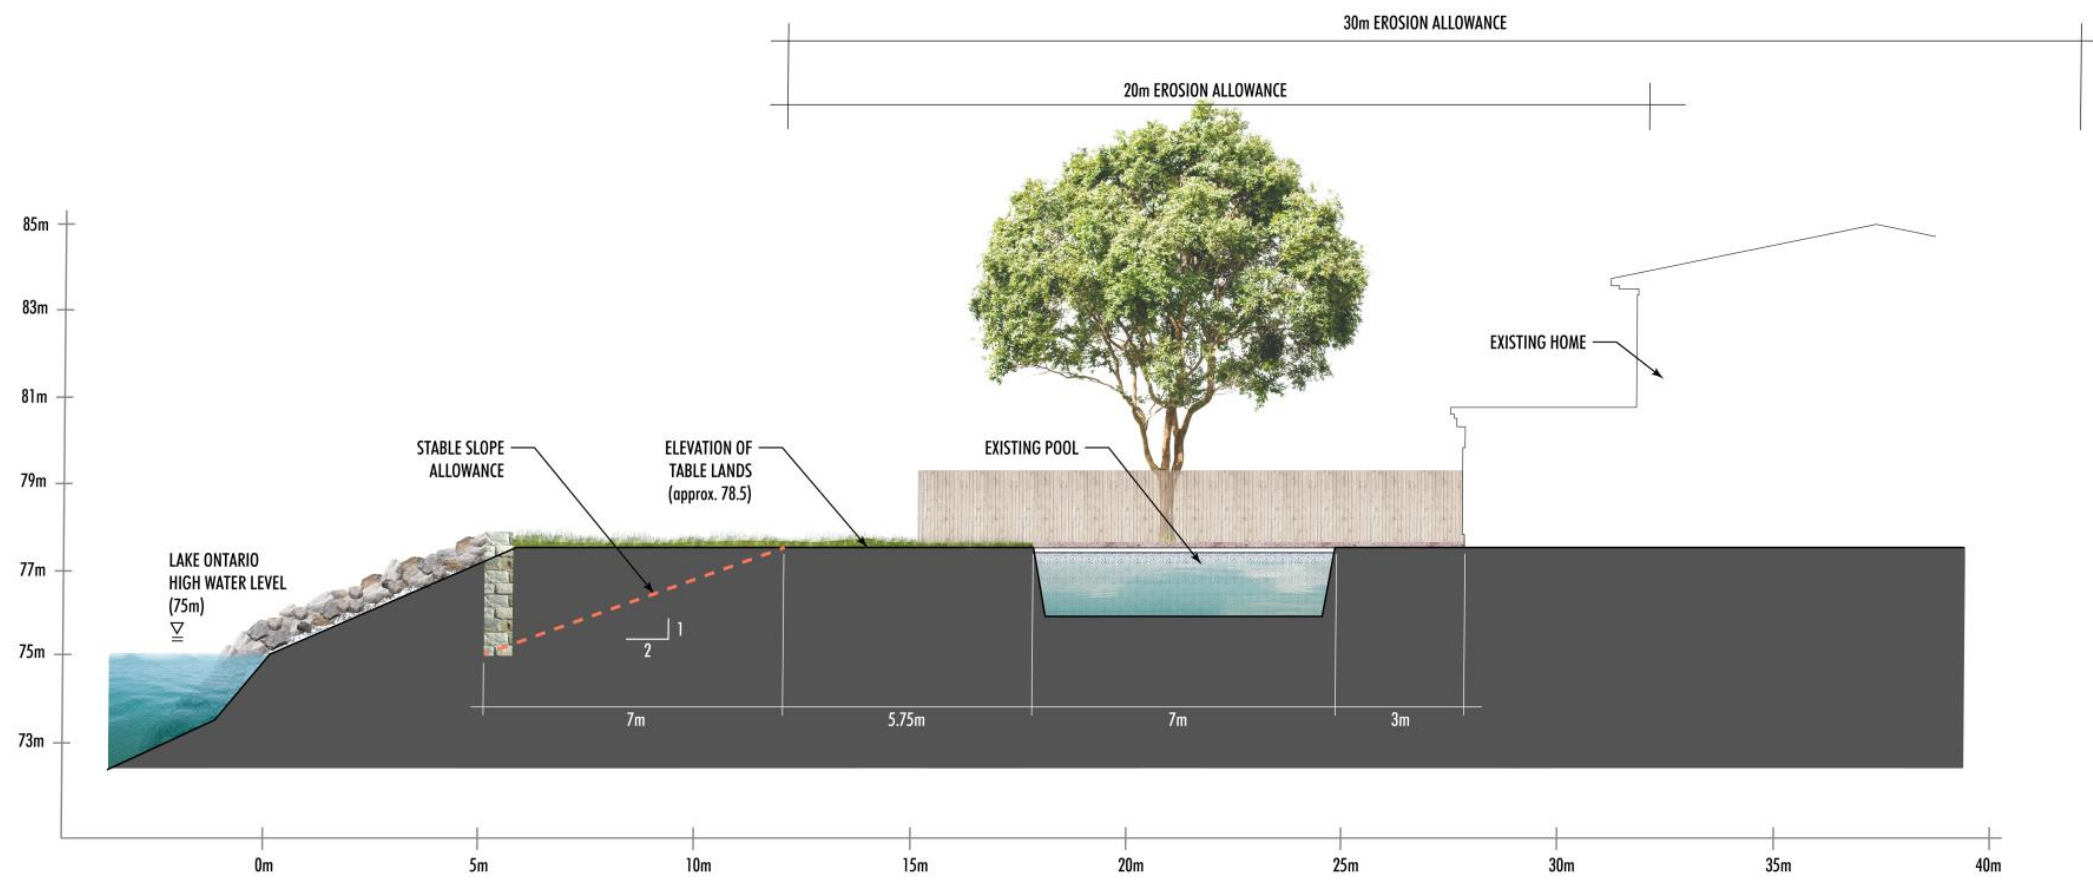 30m EROSION ALLOWANCE
20m EROSION ALLOWANCE
85m
83m
81m
79m
77m
75m
73m
EXISTING HOME
STABLE SLOPE
ALLOWANCE
ELEVATION OF
TABLE LANDS
(approx. 78.5)
EXISTING POOL
LAKE ONTARIO
HIGH WATER LEVEL
(75m)
1
2
7m
5.75m
7m
3m
0m
5m
10m
15m
20m
25m
30m
35m
40m